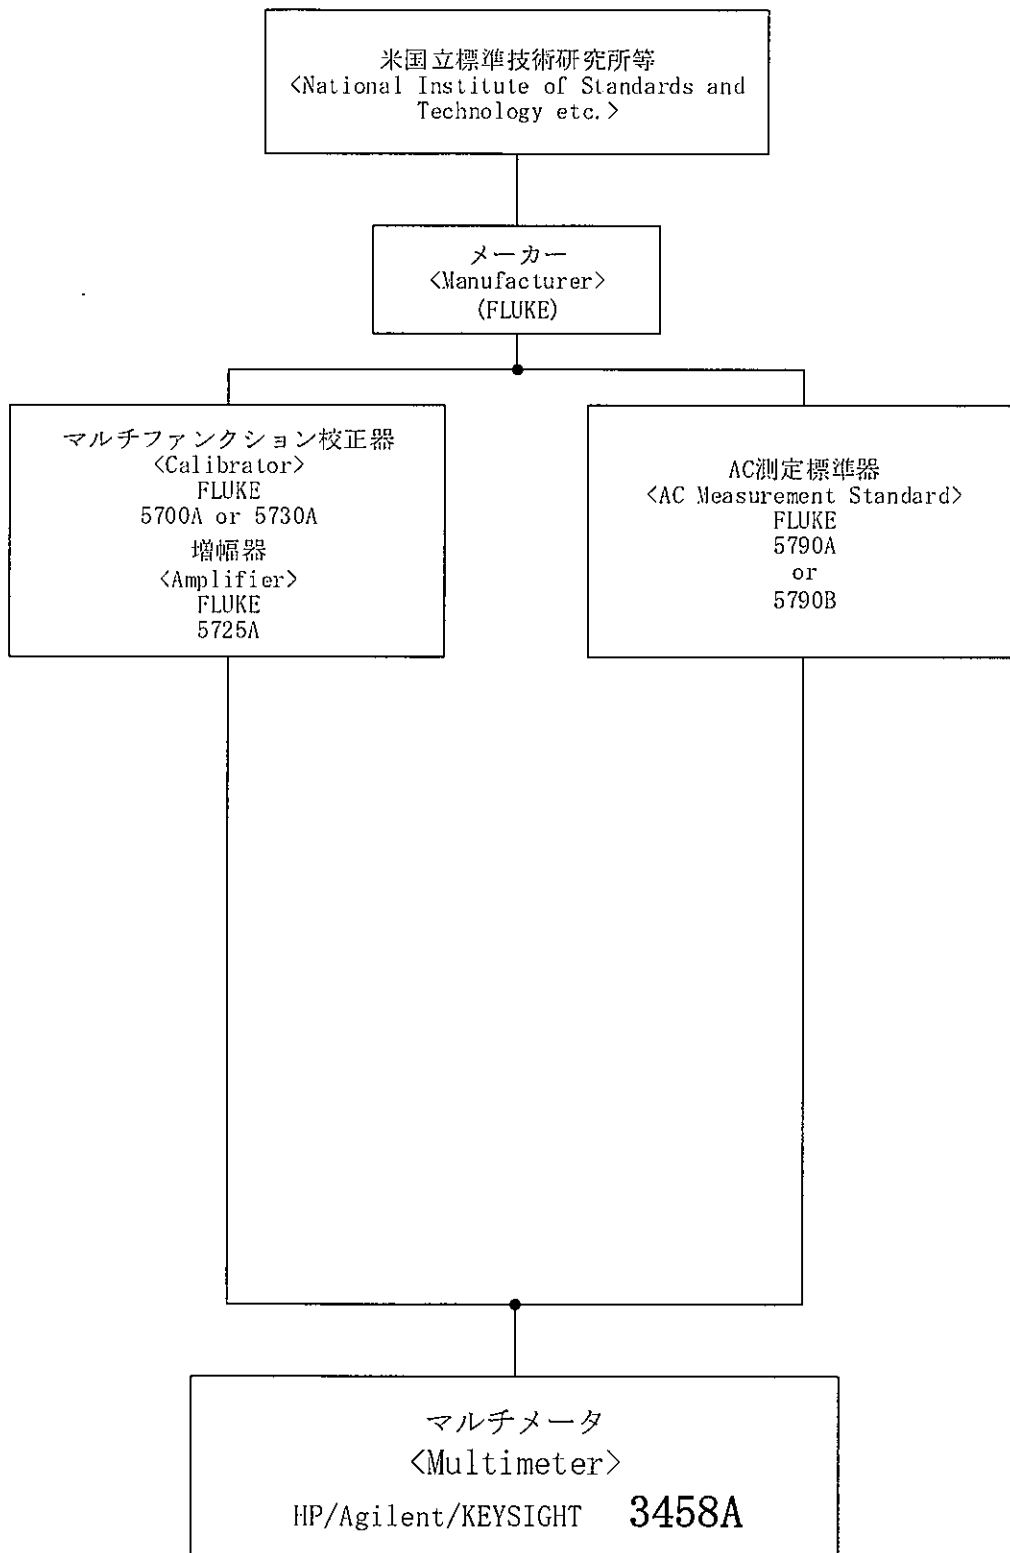 米国立標準技術研究所等
<National Institute of Standards and
Technology etc.>
メーカー
<Manufacturer>
(FLUKE)
マルチファンクション校正器
<Calibrator>
FLUKE
5700A or 5730A
増幅器
<Amplifier>
FLUKE
5725A
AC測定標準器
<AC Measurement Standard>
FLUKE
5790A
or
5790B
マルチメータ
<Multimeter>
HP/Agilent/KEYSIGHT 3458A